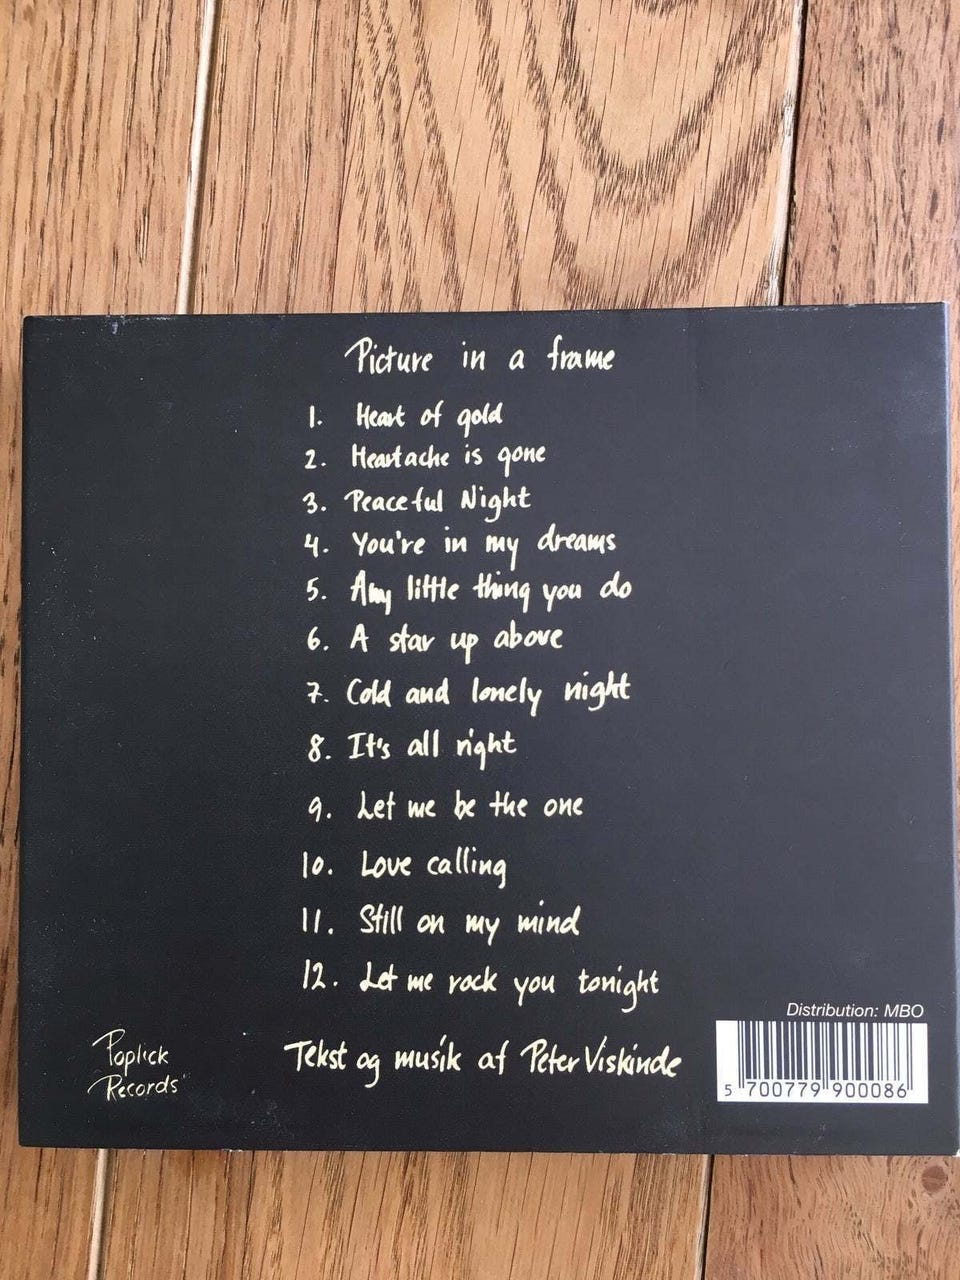 Picture in a frame
1. Heart of gold
2. Heartache is gone
3. Peaceful Night
4. You're in my dreams
5. Any little thing you do
6. A star up above
7. Cold and lonely night
8. It's all right
9. Let me be the one
10. Love calling
11. Still on my mind
12. Let me rock you tonight
Distribution: MBO
Poplick
Records
Tekst og musik af Peter Viskinde
5 700779 900086